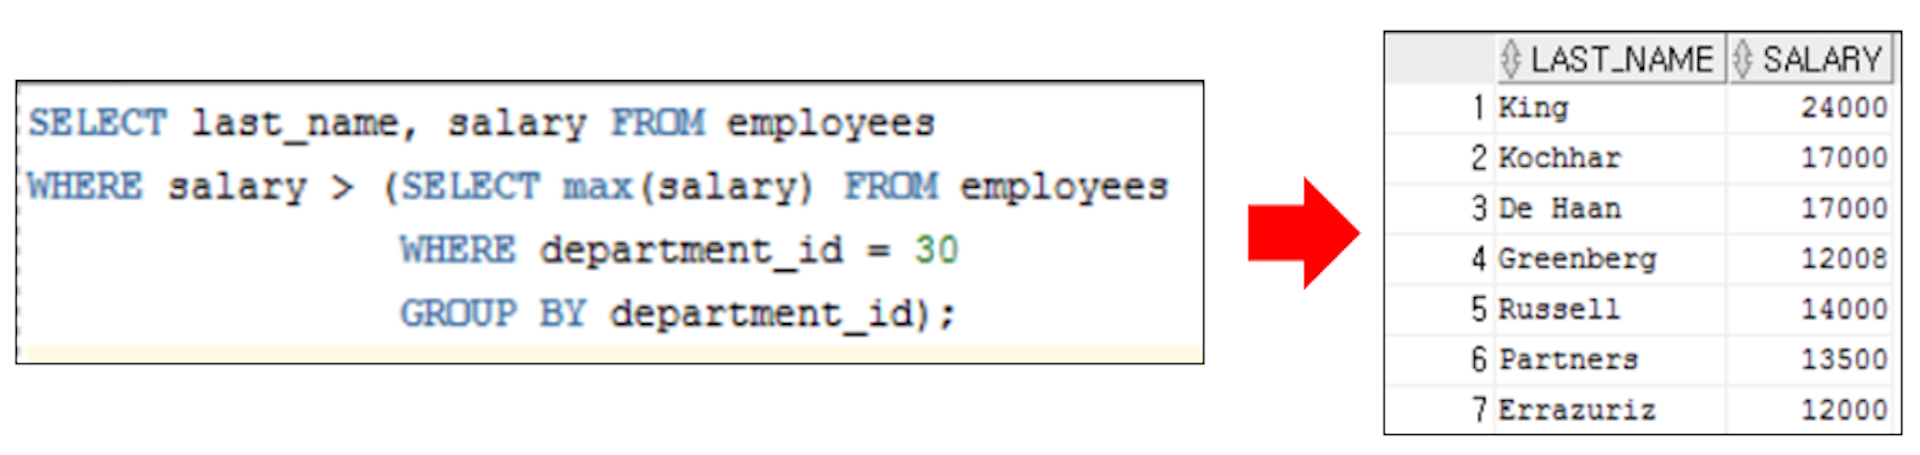 SELECT last_name, salary FROM employees
WHERE salary > (SELECT max(salary) FROM employees
WHERE department_id = 30
GROUP BY department_id);
LAST_NAME SALARY
1 King 24000
2 Kochhar 17000
3 De Haan 17000
4 Greenberg 12008
5 Russell 14000
6 Partners 13500
7 Errazuriz 12000